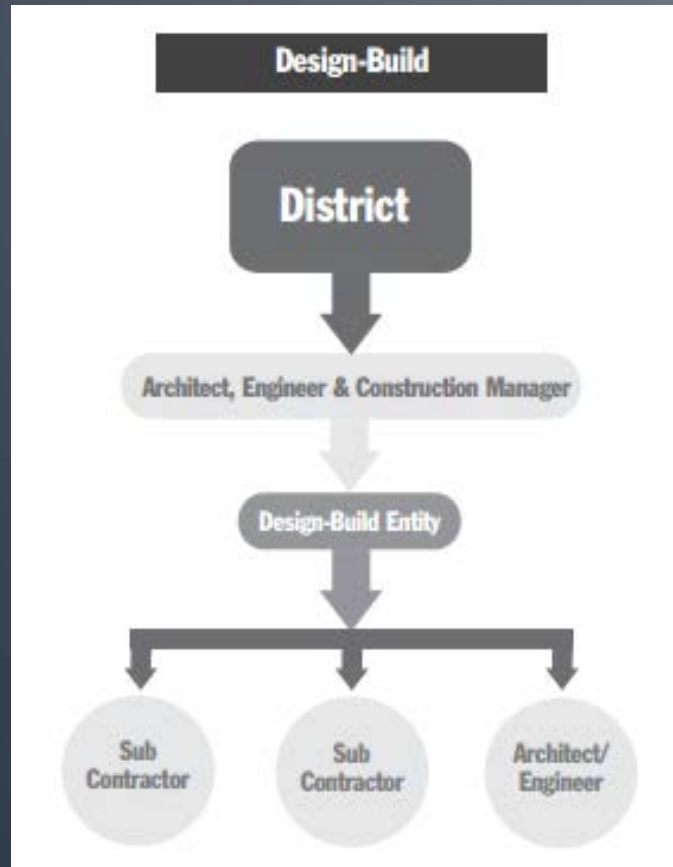 Design-Build
District
Architect, Engineer & Construction Manager
Design-Build Entity
Sub
Contractor
Sub
Contractor
Architect/
Engineer